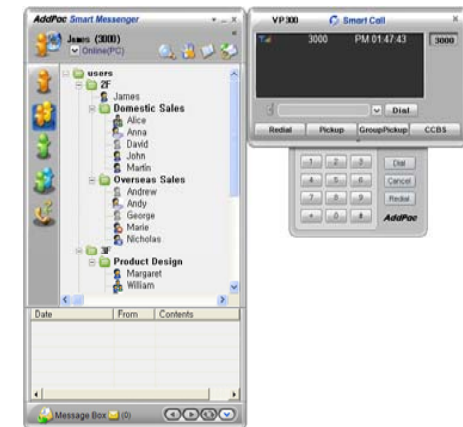 AddPac Smart Messenger
James (3000)
Online(PC)
users
2F
James
Domestic Sales
Alice
Anna
David
John
Martin
Overseas Sales
Andrew
Andy
George
Marie
Nicholas
3F
Product Design
Margaret
William
Date From Contents
Message Box (0)
VP300 Smart Call
3000 PM 01:47:43 3000
Dial
Redial Pickup GroupPickup CCBS
1 2 3 Dial
4 5 6 Cancel
7 8 9 Redial
* 0 # AddPac